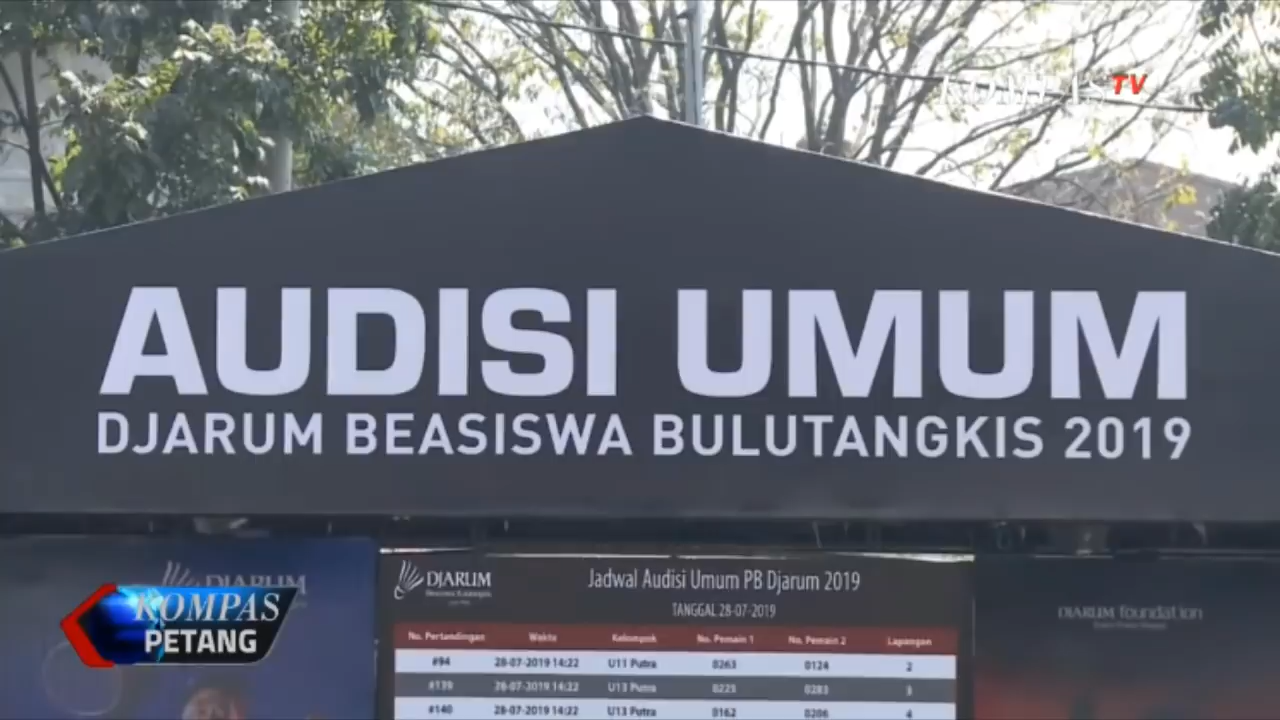 KOMPAS TV
AUDISI UMUM
DJARUM BEASISWA BULUTANGKIS 2019
DJARUM
DJARUM
Jadwal Audisi Umum PB Djarum 2019
TANGGAL 28-07-2019
DJARUM foundation
No. Pertandingan Waktu Kelompok No. Pemain 1 No. Pemain 2 Lapangan
#94 28-07-2019 14:22 U11 Putra 0263 0124 2
#139 28-07-2019 14:22 U13 Putra 0225 0283 3
#140 28-07-2019 14:22 U13 Putra 0162 0206 4
KOMPAS
PETANG